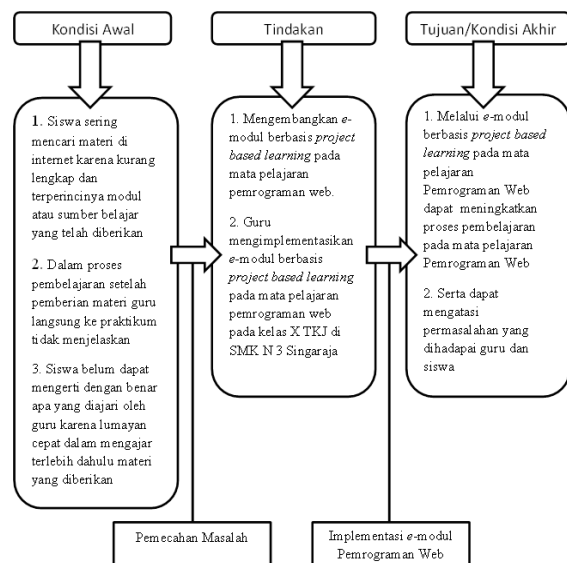 Kondisi Awal
Tindakan
Tujuan/Kondisi Akhir
1. Siswa sering
mencari materi di
internet karena kurang
lengkap dan
terperincinya modul
atau sumber belajar
yang telah diberikan
2. Dalam proses
pembelajaran setelah
pemberian materi guru
langsung ke praktikum
tidak menjelaskan
3. Siswa belum dapat
mengerti dengan benar
apa yang diajari oleh
guru karena lumayan
cepat dalam mengajar
terlebih dahulu materi
yang diberikan
1. Mengembangkan e-
modul berbasis project
based learning pada
mata pelajaran
pemrograman web.
2. Guru
mengimplementasikan
e-modul berbasis
project based learning
pada mata pelajaran
pemrograman web
pada kelas X TKJ di
SMK N 3 Singaraja
1. Melalui e-modul
berbasis project based
learning pada mata
pelajaran
Pemrograman Web
dapat meningkatkan
proses pembelajaran
pada mata pelajaran
Pemrograman Web
2. Serta dapat
mengatasi
permasalahan yang
dihadapai guru dan
siswa
Pemecahan Masalah
Implementasi e-modul
Pemrograman Web